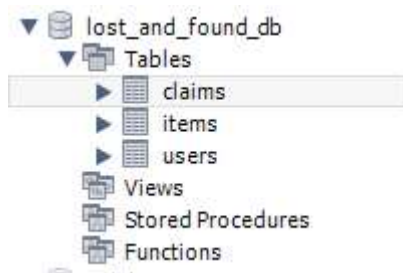 lost_and_found_db
Tables
claims
items
users
Views
Stored Procedures
Functions